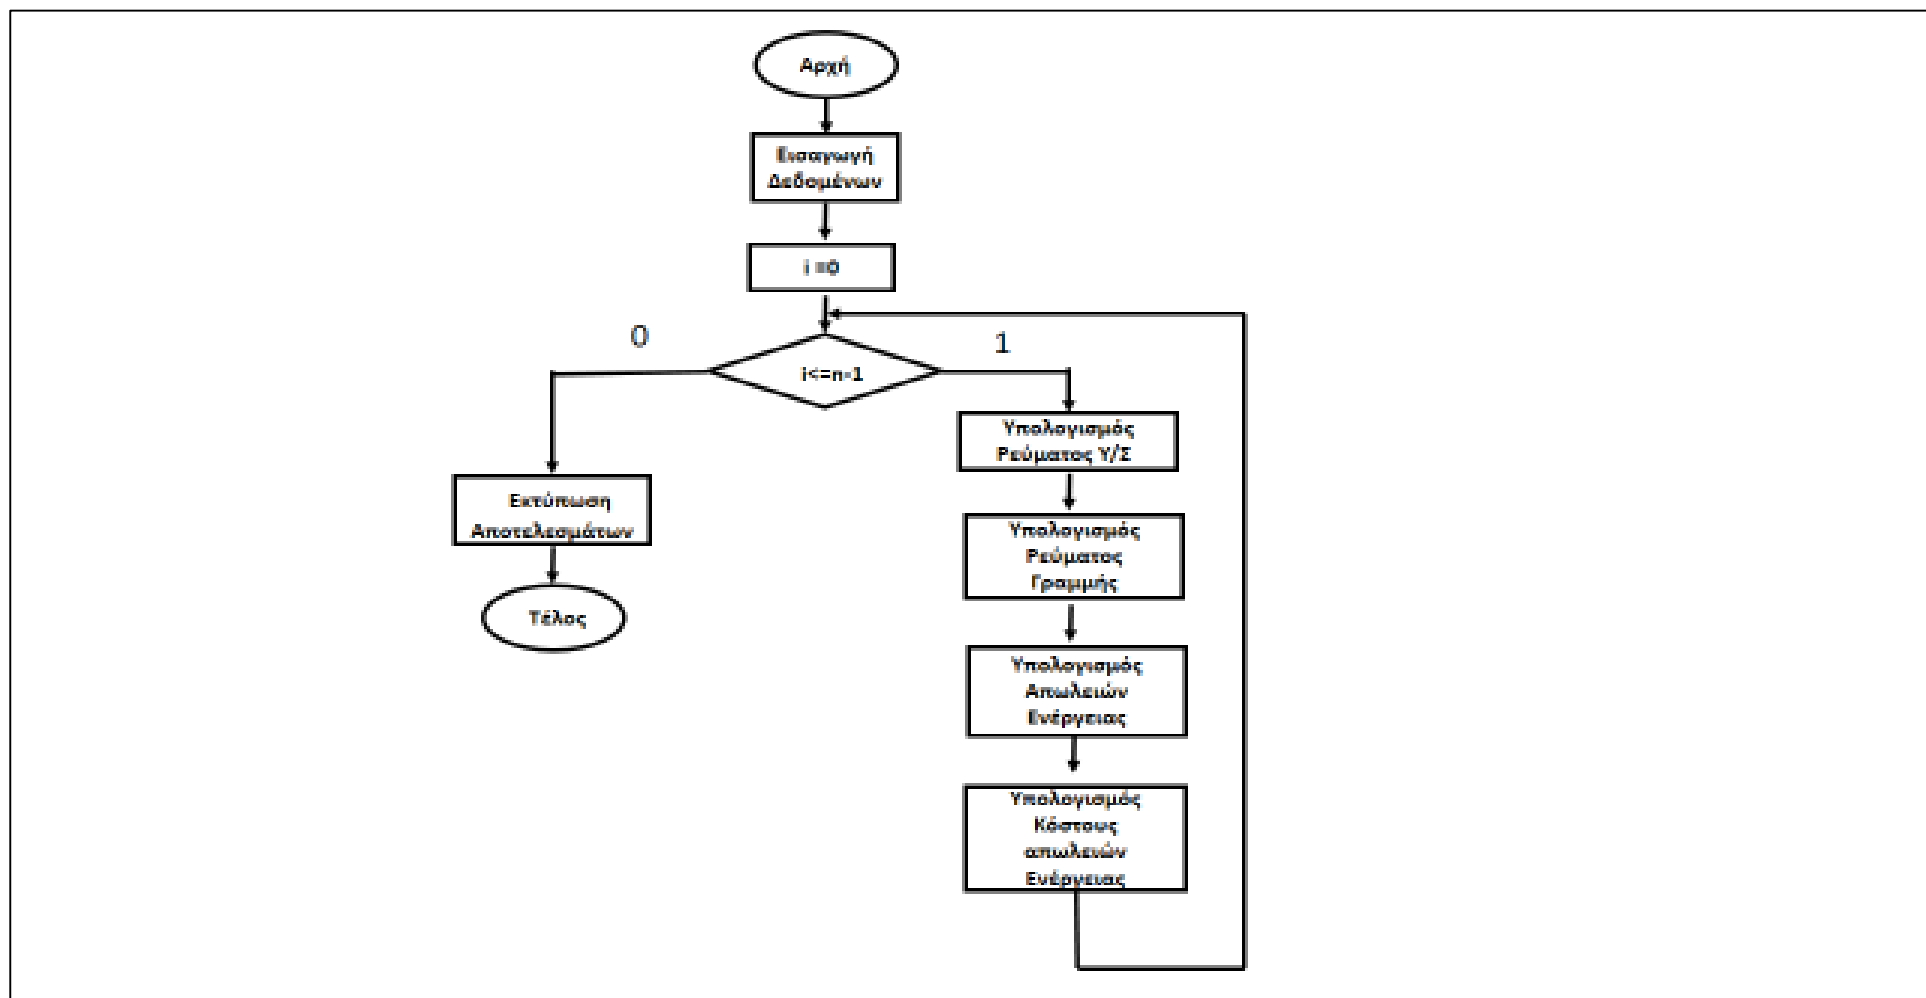 Αρχή
Εισαγωγή
Δεδομένων
i =0
0
1
i<=n-1
Υπολογισμός
Ρεύματος Υ/Σ
Εκτύπωση
Αποτελεσμάτων
Υπολογισμός
Ρεύματος
Γραμμής
Τέλος
Υπολογισμός
Απωλειών
Ενέργειας
Υπολογισμός
Κόστους
απωλειών
Ενέργειας